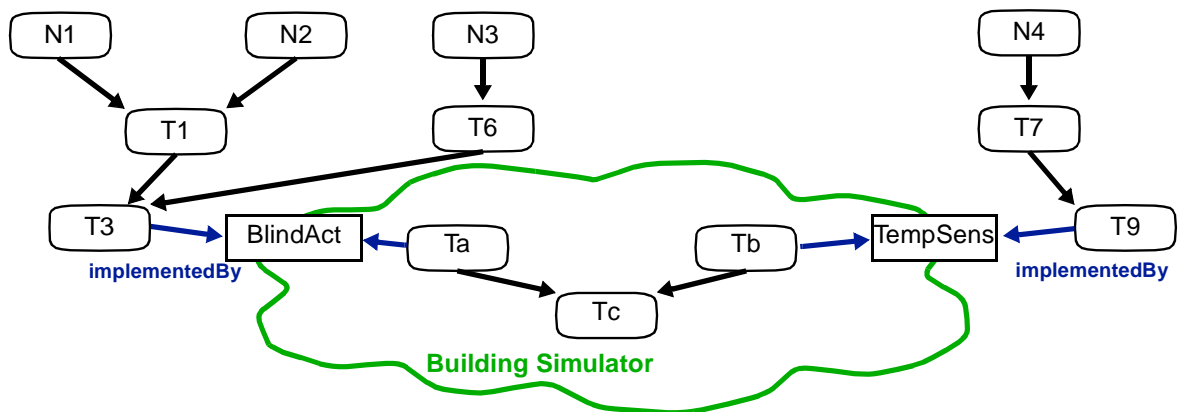 N1
N2
N3
N4
T1
T6
T7
T3
BlindAct
Ta
Tb
TempSens
T9
implementedBy
implementedBy
Tc
Building Simulator